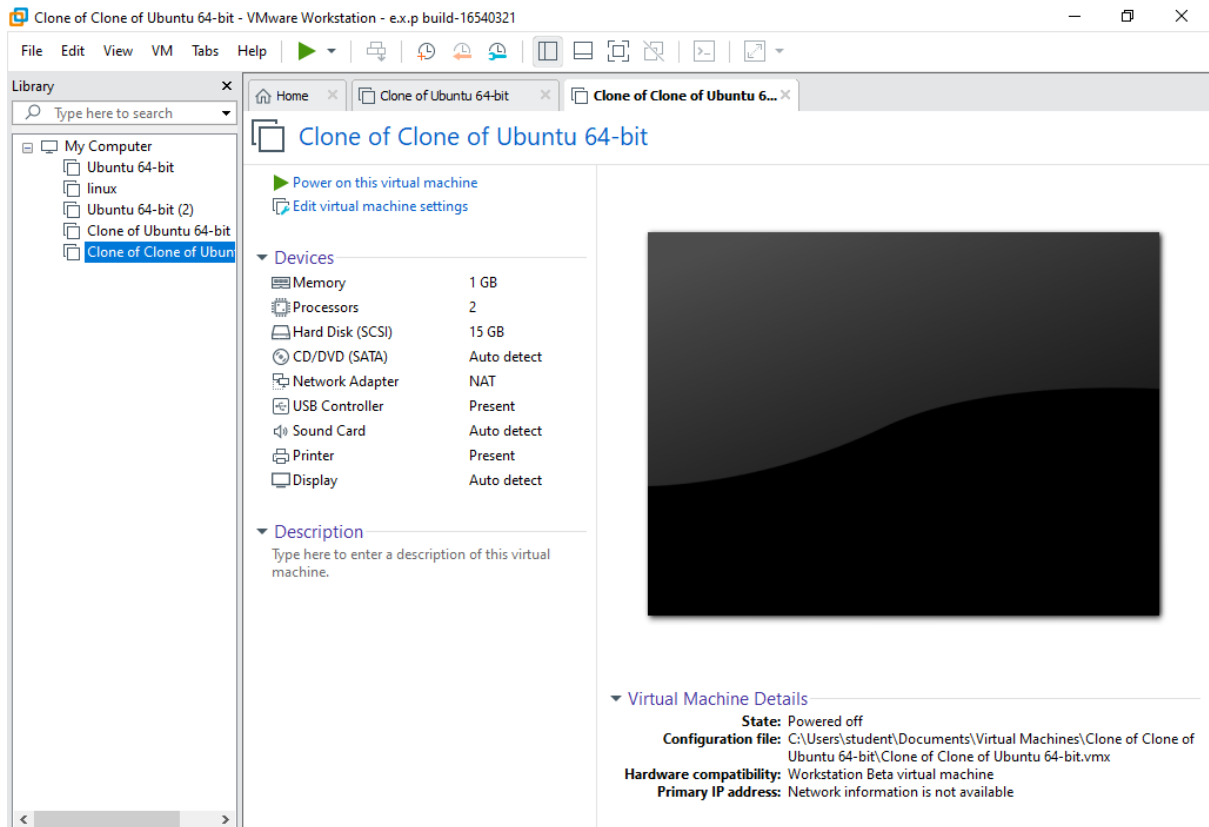 Clone of Clone of Ubuntu 64-bit - VMware Workstation - e.x.p build-16540321
File Edit View VM Tabs Help
Library
Type here to search
My Computer
Ubuntu 64-bit
linux
Ubuntu 64-bit (2)
Clone of Ubuntu 64-bit
Clone of Clone of Ubun
Home
Clone of Ubuntu 64-bit
Clone of Clone of Ubuntu 6...
Clone of Clone of Ubuntu 64-bit
Power on this virtual machine
Edit virtual machine settings
Devices
Memory 1 GB
Processors 2
Hard Disk (SCSI) 15 GB
CD/DVD (SATA) Auto detect
Network Adapter NAT
USB Controller Present
Sound Card Auto detect
Printer Present
Display Auto detect
Description
Type here to enter a description of this virtual
machine.
Virtual Machine Details
State: Powered off
Configuration file: C:\Users\student\Documents\Virtual Machines\Clone of Clone of
Ubuntu 64-bit\Clone of Clone of Ubuntu 64-bit.vmx
Hardware compatibility: Workstation Beta virtual machine
Primary IP address: Network information is not available